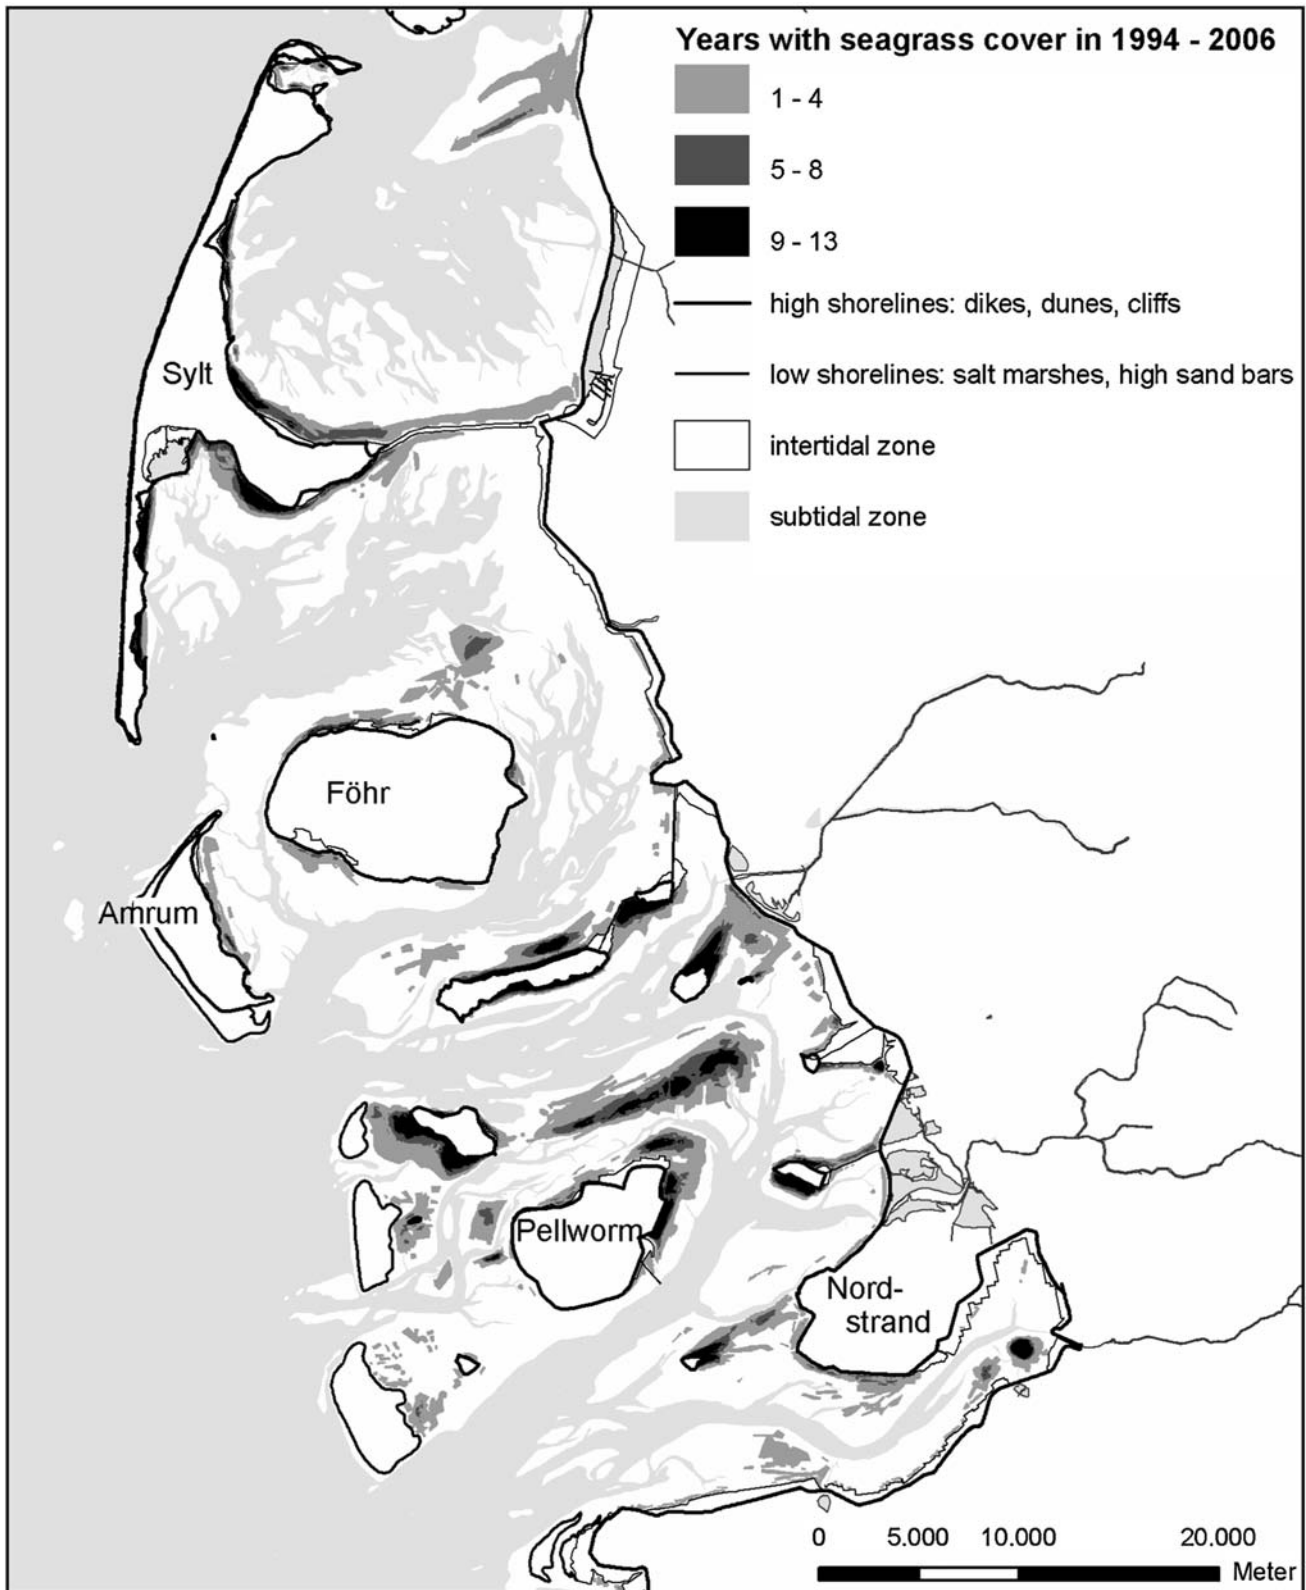 Years with seagrass cover in 1994 - 2006
1 - 4
5 - 8
9 - 13
high shorelines: dikes, dunes, cliffs
low shorelines: salt marshes, high sand bars
intertidal zone
subtidal zone
Sylt
Föhr
Amrum
Pellworm
Nord-
strand
0 5.000 10.000 20.000
Meter